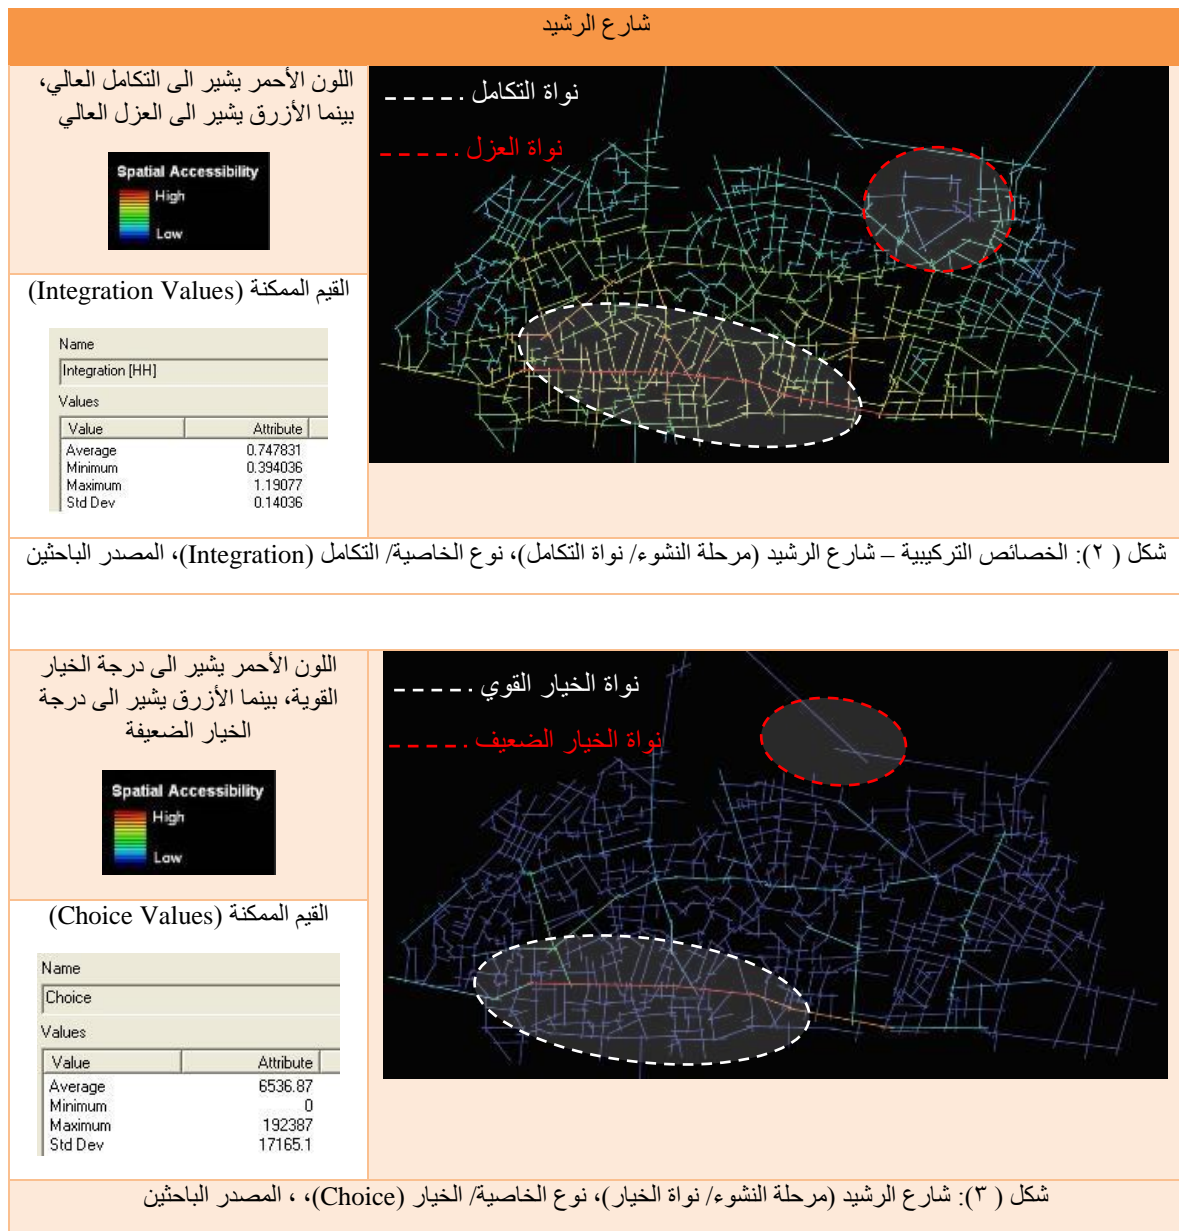 شارع الرشيد
اللون الأحمر يشير الى التكامل العالي،
بينما الأزرق يشير الى العزل العالي
Spatial Accessibility
High
Low
القيم الممكنة (Integration Values)
Name
Integration [HH]
Values
Value Attribute
Average 0.747831
Minimum 0.394036
Maximum 1.19077
Std Dev 0.14036
نواة التكامل . _ _ _ _
نواة العزل . _ _ _ _
شكل ( ٢): الخصائص التركيبية – شارع الرشيد (مرحلة النشوء/ نواة التكامل)، نوع الخاصية/ التكامل (Integration)، المصدر الباحثين
اللون الأحمر يشير الى درجة الخيار
القوية، بينما الأزرق يشير الى درجة
الخيار الضعيفة
Spatial Accessibility
High
Low
القيم الممكنة (Choice Values)
Name
Choice
Values
Value Attribute
Average 6536.87
Minimum 0
Maximum 192387
Std Dev 17165.1
نواة الخيار القوي . _ _ _ _
نواة الخيار الضعيف . _ _ _ _
شكل ( ٣): شارع الرشيد (مرحلة النشوء/ نواة الخيار)، نوع الخاصية/ الخيار (Choice)، ، المصدر الباحثين